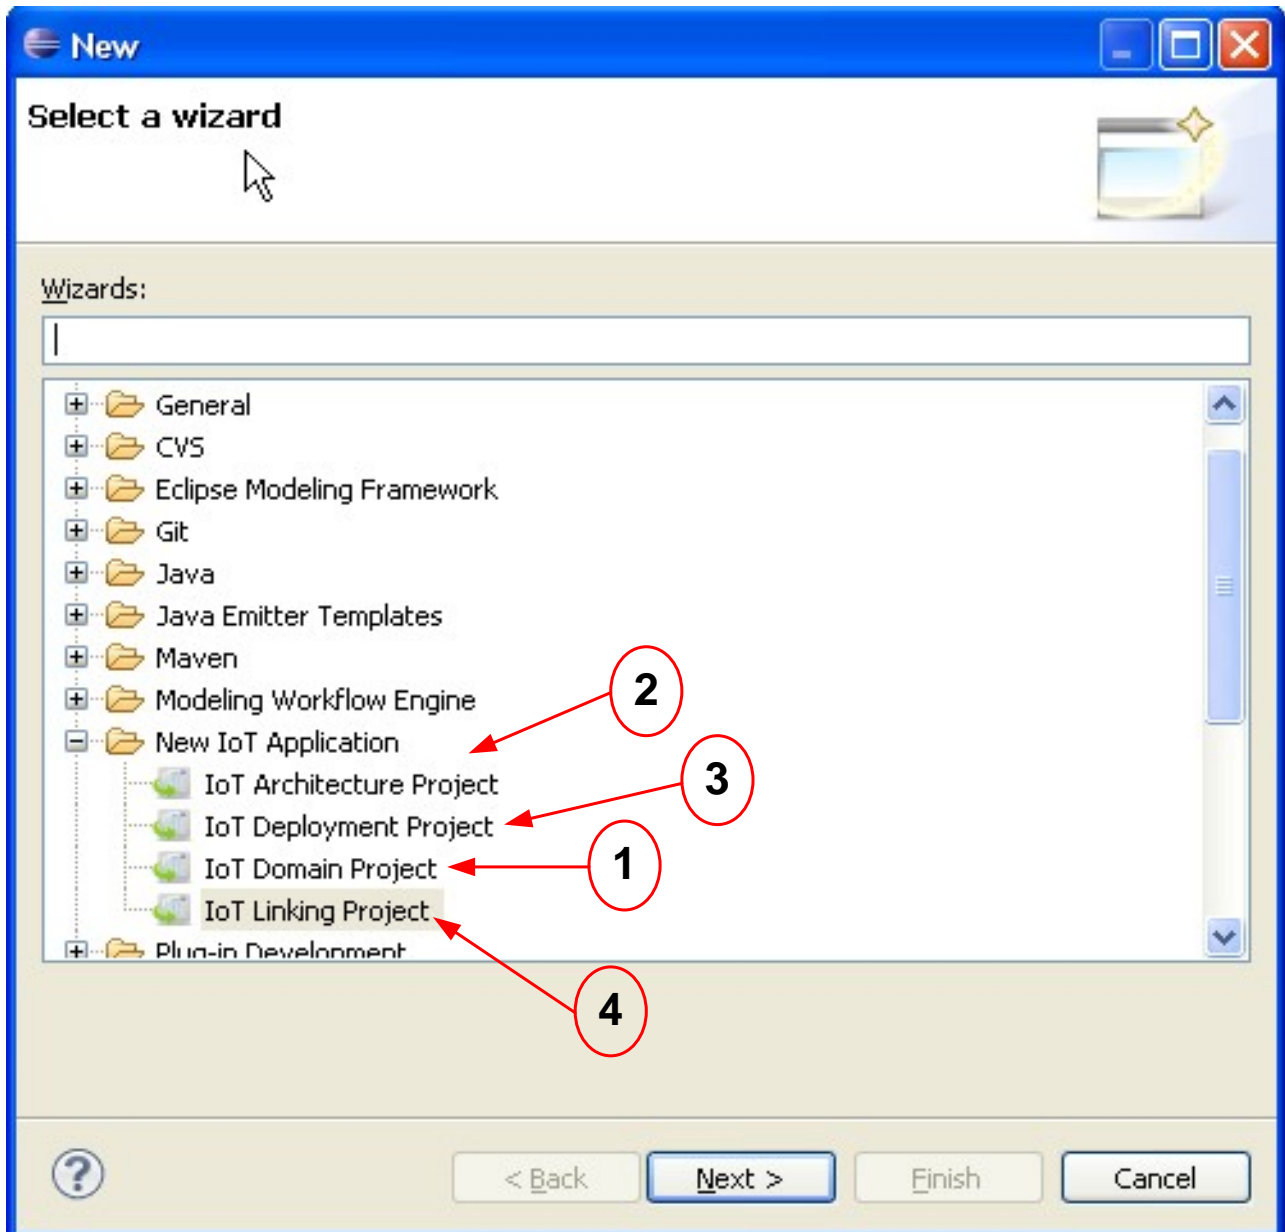 New
Select a wizard
Wizards:
General
CVS
Eclipse Modeling Framework
Git
Java
Java Emitter Templates
Maven
Modeling Workflow Engine
2
New IoT Application
IoT Architecture Project
3
IoT Deployment Project
IoT Domain Project
1
IoT Linking Project
Plug-in Development
4
?
< Back Next > Finish Cancel